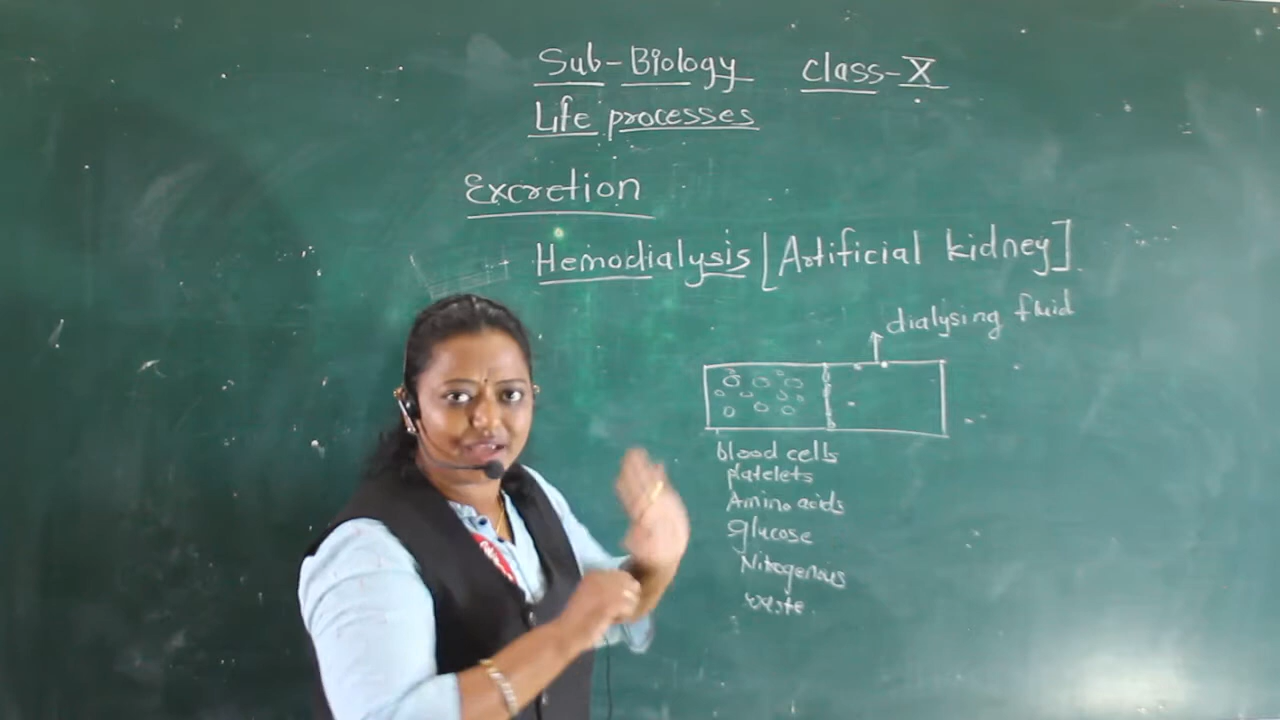 Sub-Biology class-X
Life processes
Excretion
Hemodialysis [Artificial kidney]
dialysing fluid
blood cells
platelets
Amino acids
glucose
Nitrogenous
waste.